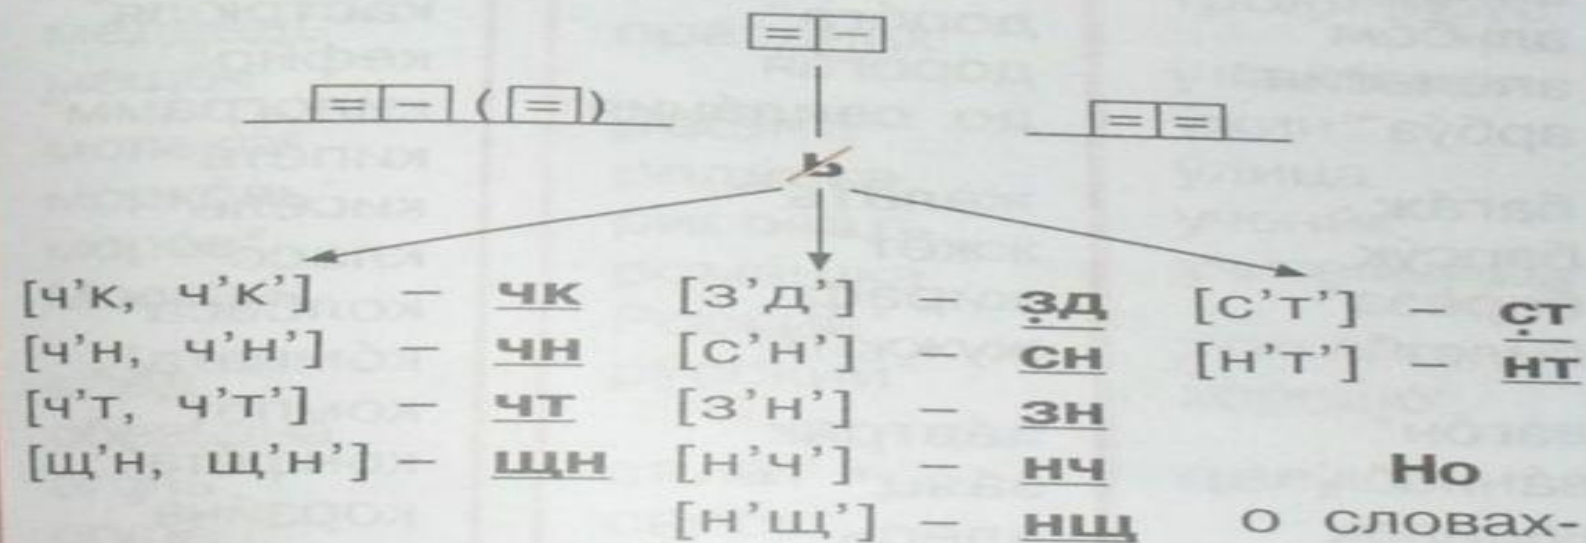 = –
= – ( = )
= =
ь
[ч'к, ч'к'] – чк [з'д'] – зд [с'т'] – ст
[ч'н, ч'н'] – чн [с'н'] – сн [н'т'] – нт
[ч'т, ч'т'] – чт [з'н'] – зн
[щ'н, щ'н'] – щн [н'ч'] – нч Но
[н'щ'] – нщ о словах-